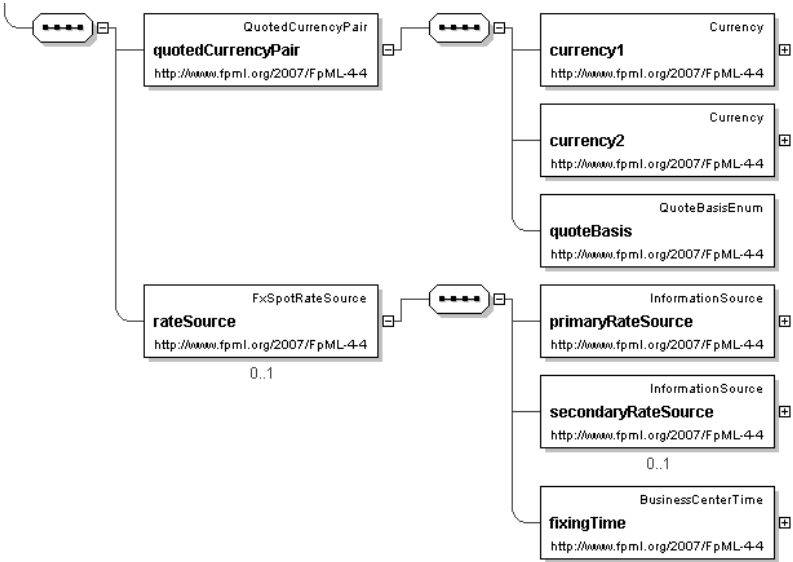 QuotedCurrencyPair
quotedCurrencyPair
http://www.fpml.org/2007/FpML-4-4
Currency
currency1
http://www.fpml.org/2007/FpML-4-4
Currency
currency2
http://www.fpml.org/2007/FpML-4-4
QuoteBasisEnum
quoteBasis
http://www.fpml.org/2007/FpML-4-4
FxSpotRateSource
rateSource
http://www.fpml.org/2007/FpML-4-4
0..1
InformationSource
primaryRateSource
http://www.fpml.org/2007/FpML-4-4
InformationSource
secondaryRateSource
http://www.fpml.org/2007/FpML-4-4
0..1
BusinessCenterTime
fixingTime
http://www.fpml.org/2007/FpML-4-4